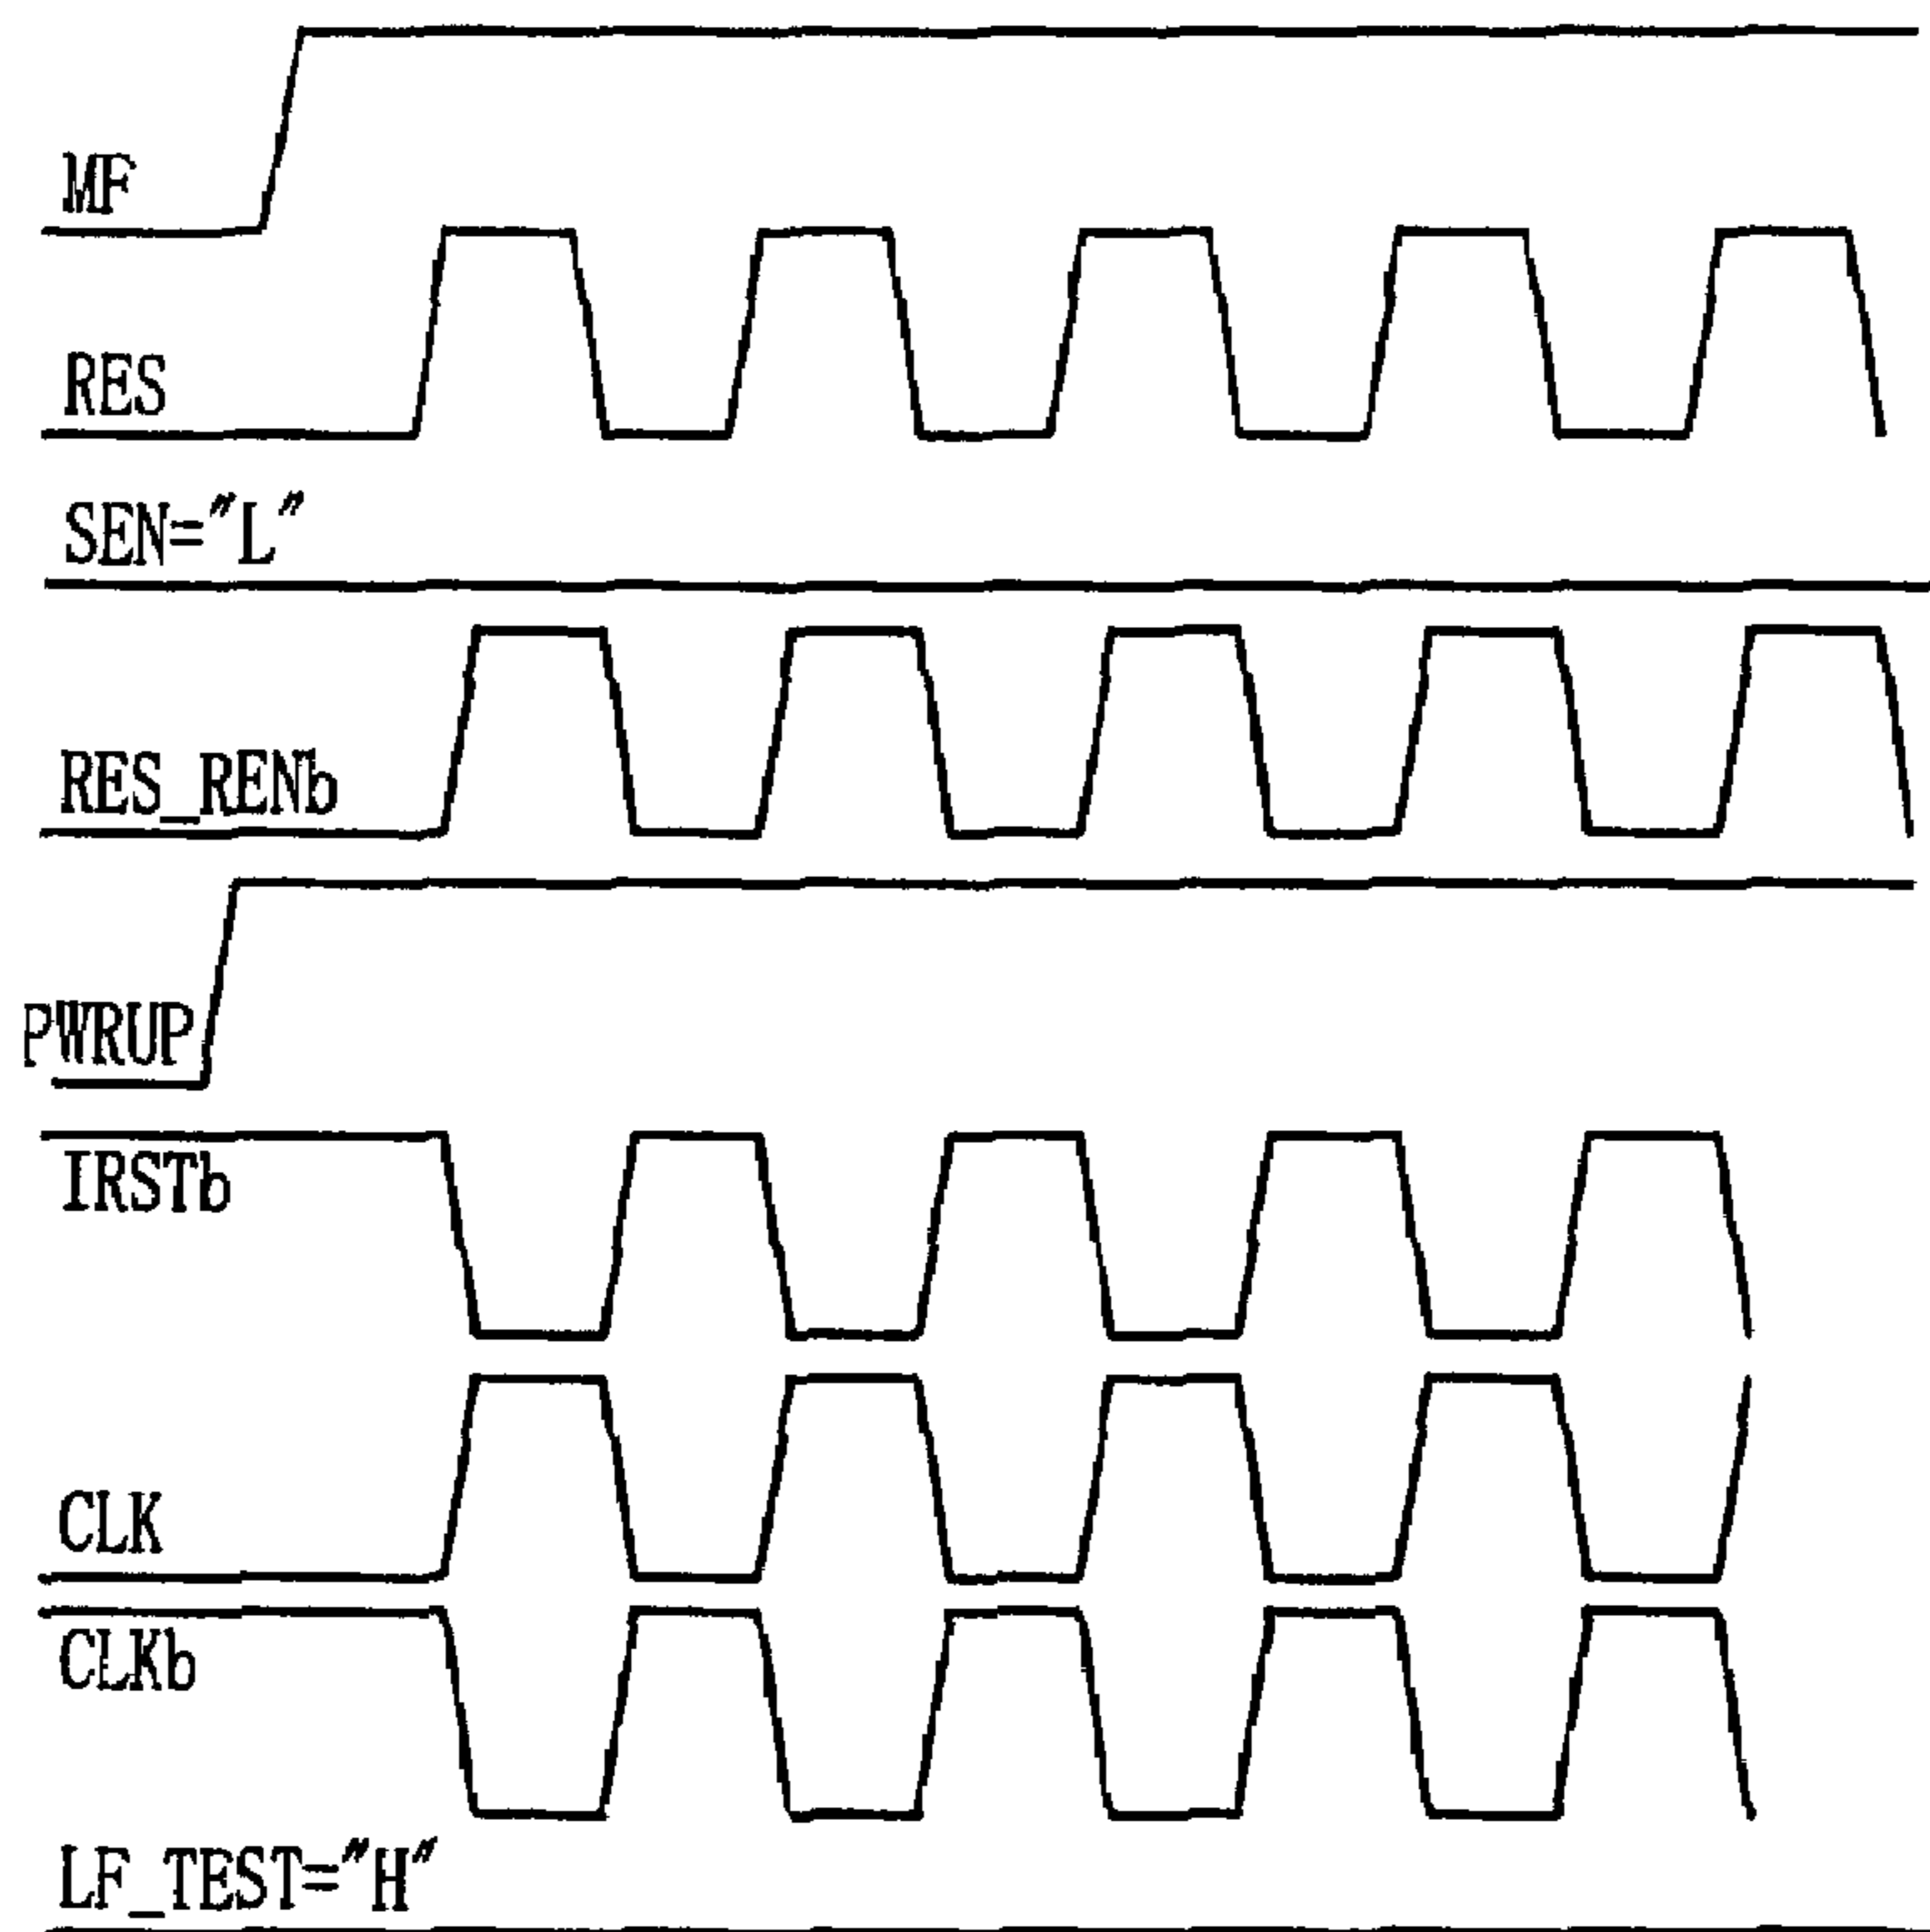 MF
RES
SEN="L"
RES_RENb
PWRUP
IRSTb
CLK
CLKb
LF_TEST="H"